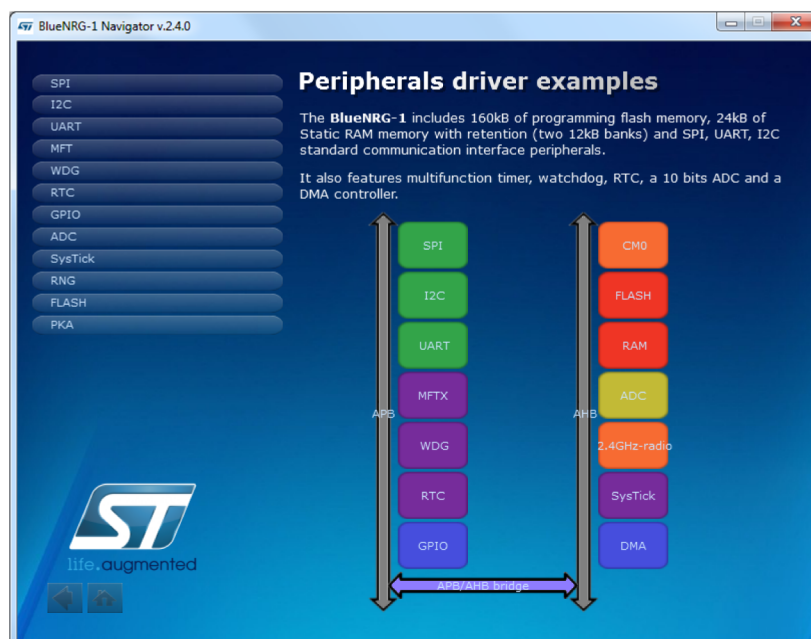 BlueNRG-1 Navigator v.2.4.0
SPI
I2C
UART
MFT
WDG
RTC
GPIO
ADC
SysTick
RNG
FLASH
PKA
Peripherals driver examples
The BlueNRG-1 includes 160kB of programming flash memory, 24kB of
Static RAM memory with retention (two 12kB banks) and SPI, UART, I2C
standard communication interface peripherals.
It also features multifunction timer, watchdog, RTC, a 10 bits ADC and a
DMA controller.
APB
SPI
I2C
UART
MFTX
WDG
RTC
GPIO
AHB
CM0
FLASH
RAM
ADC
2.4GHz-radio
SysTick
DMA
APB/AHB bridge
ST
life.augmented